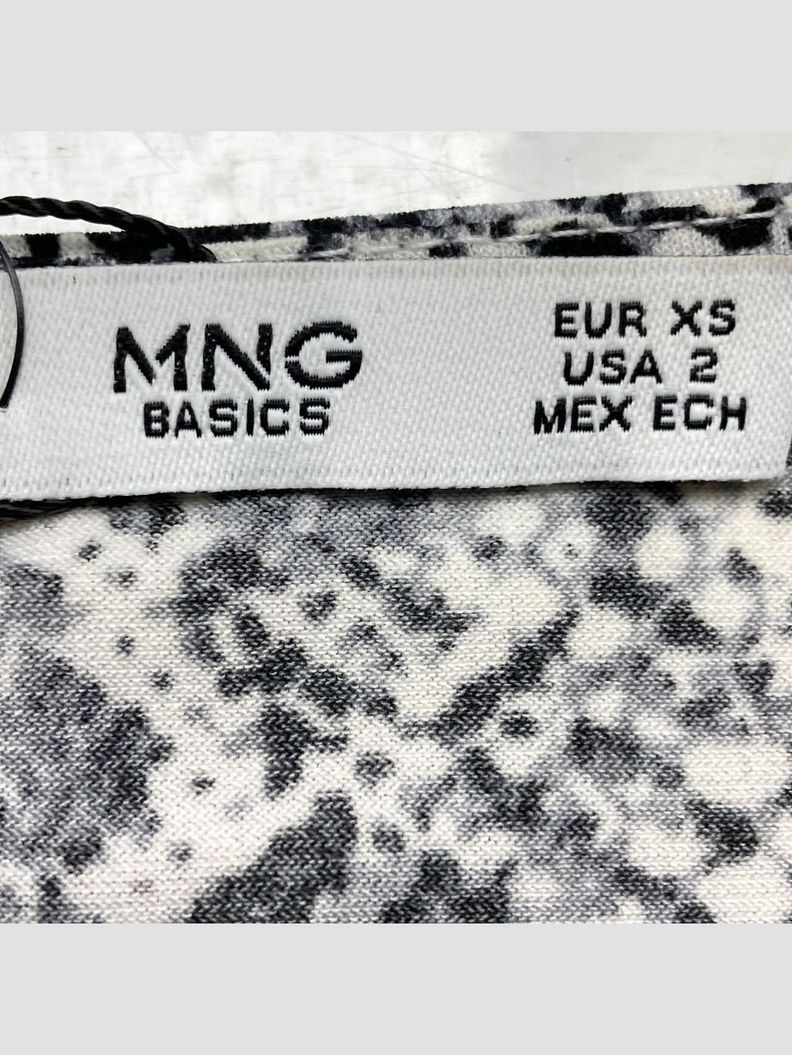 MNG
BASICS
EUR XS
USA 2
MEX ECH